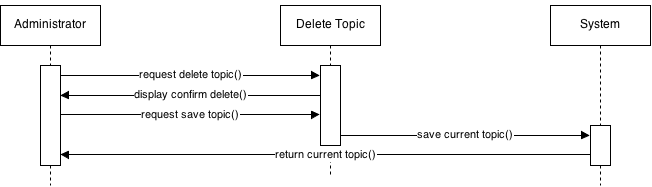 Administrator
Delete Topic
System
request delete topic()
display confirm delete()
request save topic()
save current topic()
return current topic()